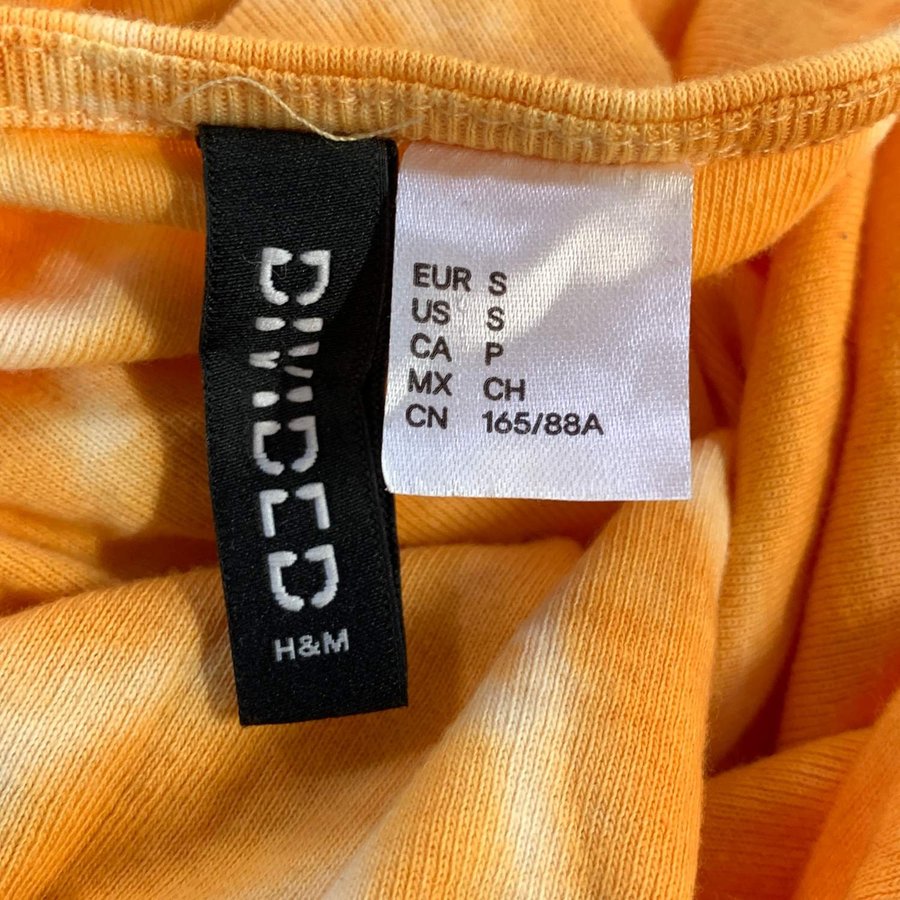 DIVIDED
H&M
EUR S
US S
CA P
MX CH
CN 165/88A